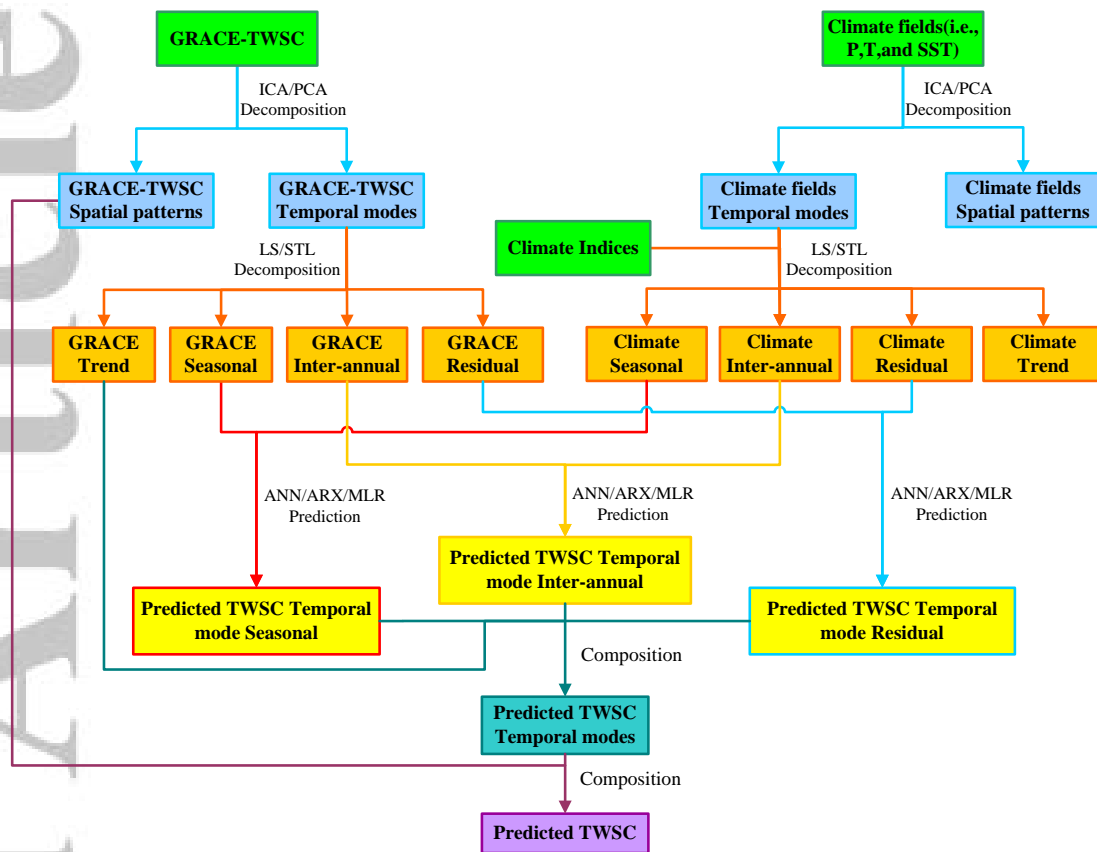 GRACE-TWSC
Climate fields(i.e.,
P,T,and SST)
ICA/PCA
Decomposition
ICA/PCA
Decomposition
GRACE-TWSC
Spatial patterns
GRACE-TWSC
Temporal modes
Climate fields
Temporal modes
Climate fields
Spatial patterns
Climate Indices
LS/STL
Decomposition
LS/STL
Decomposition
GRACE
Trend
GRACE
Seasonal
GRACE
Inter-annual
GRACE
Residual
Climate
Seasonal
Climate
Inter-annual
Climate
Residual
Climate
Trend
ANN/ARX/MLR
Prediction
ANN/ARX/MLR
Prediction
ANN/ARX/MLR
Prediction
Predicted TWSC Temporal
mode Inter-annual
Predicted TWSC Temporal
mode Seasonal
Predicted TWSC Temporal
mode Residual
Composition
Predicted TWSC
Temporal modes
Composition
Predicted TWSC